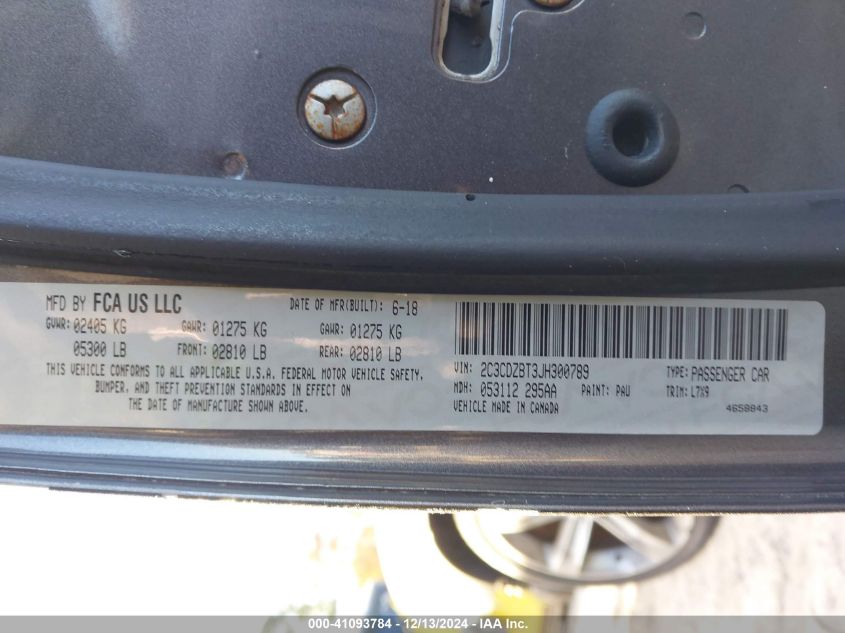 MFD BY FCA US LLC
DATE OF MFR(BUILT): 6-18
GVWR: 02405 KG GAWR: 01275 KG GAWR: 01275 KG
05300 LB FRONT: 02810 LB REAR: 02810 LB
THIS VEHICLE CONFORMS TO ALL APPLICABLE U.S.A. FEDERAL MOTOR VEHICLE SAFETY,
BUMPER, AND THEFT PREVENTION STANDARDS IN EFFECT ON
THE DATE OF MANUFACTURE SHOWN ABOVE.
VIN: 2C3CDZBT3JH300789 TYPE: PASSENGER CAR
MDH: 053112 295AA PAINT: PAU TRIM: L7X9
VEHICLE MADE IN CANADA 4658843
000-41093784 - 12/13/2024 - IAA Inc.